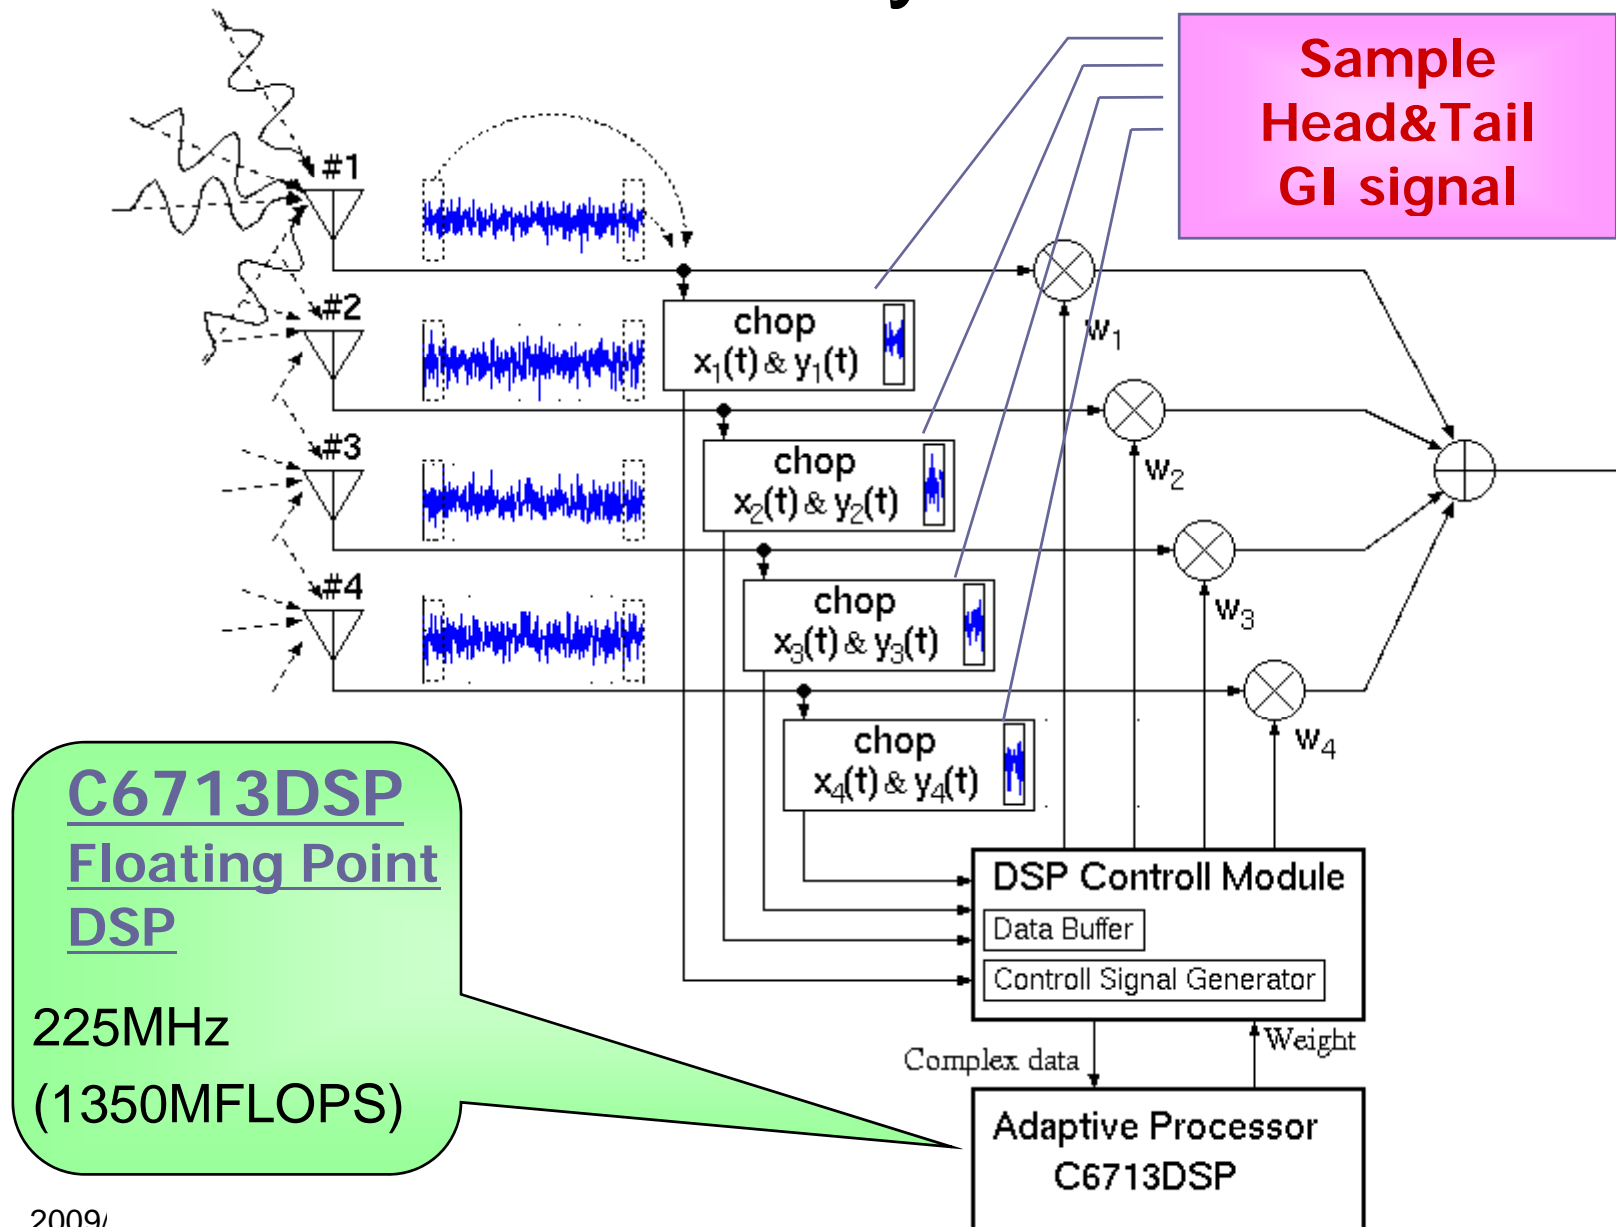 Sample
Head&Tail
GI signal
#1
#2
#3
#4
chop
x1(t) & y1(t)
chop
x2(t) & y2(t)
chop
x3(t) & y3(t)
chop
x4(t) & y4(t)
w1
w2
w3
w4
C6713DSP
Floating Point
DSP
225MHz
(1350MFLOPS)
DSP Controll Module
Data Buffer
Controll Signal Generator
Complex data
Weight
Adaptive Processor
C6713DSP
2009/